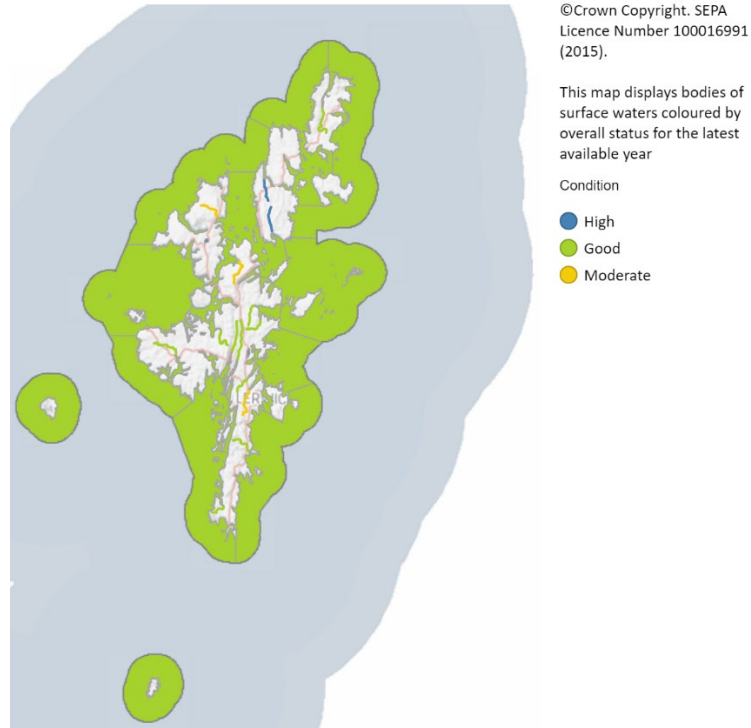 ©Crown Copyright. SEPA
Licence Number 100016991
(2015).
This map displays bodies of
surface waters coloured by
overall status for the latest
available year
Condition
High
Good
Moderate